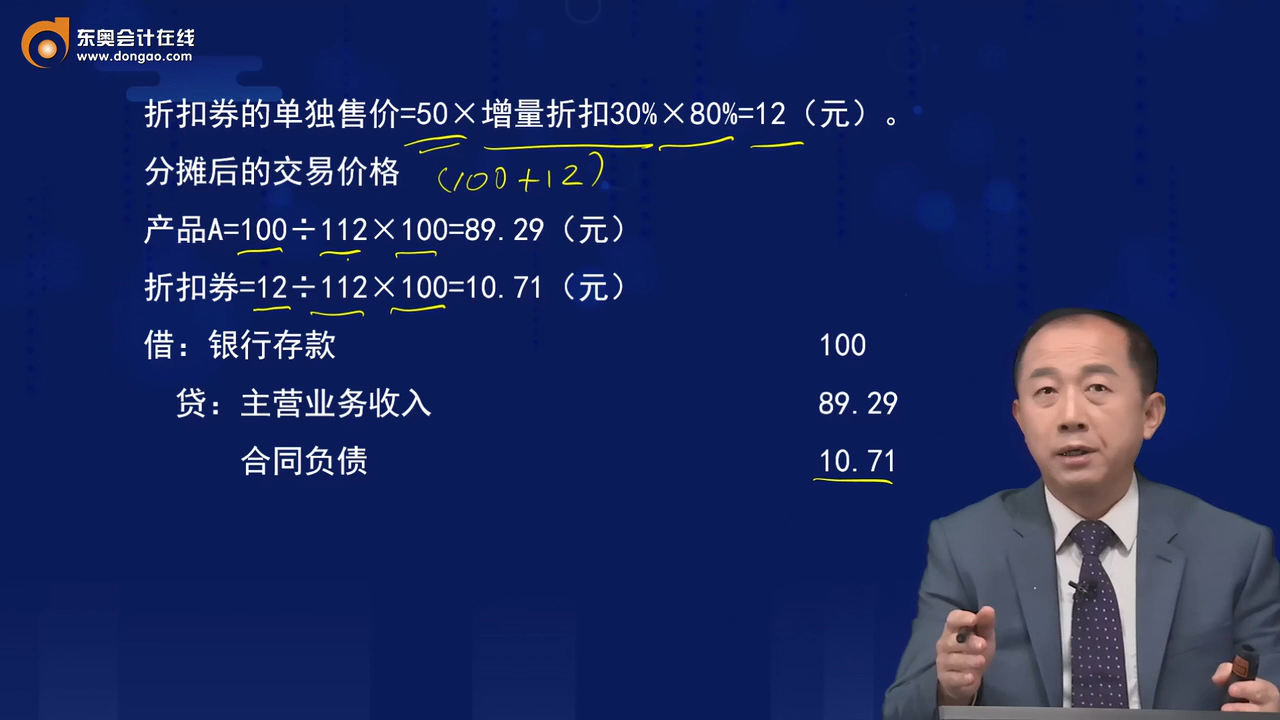 东奥会计在线
www.dongao.com
折扣券的单独售价=50×增量折扣30%×80%=12（元）。
分摊后的交易价格 (100+12)
产品A=100÷112×100=89.29（元）
折扣券=12÷112×100=10.71（元）
借：银行存款 100
贷：主营业务收入 89.29
合同负债 10.71